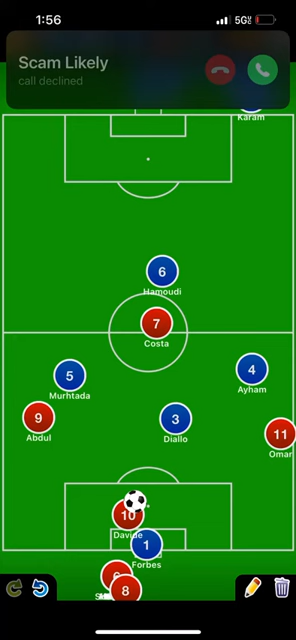 1:56
5G
Scam Likely
call declined
Karam
6
Hamoudi
7
Costa
5
Murhtada
4
Ayham
9
Abdul
3
Diallo
11
Omar
10
Davide
1
Forbes
8